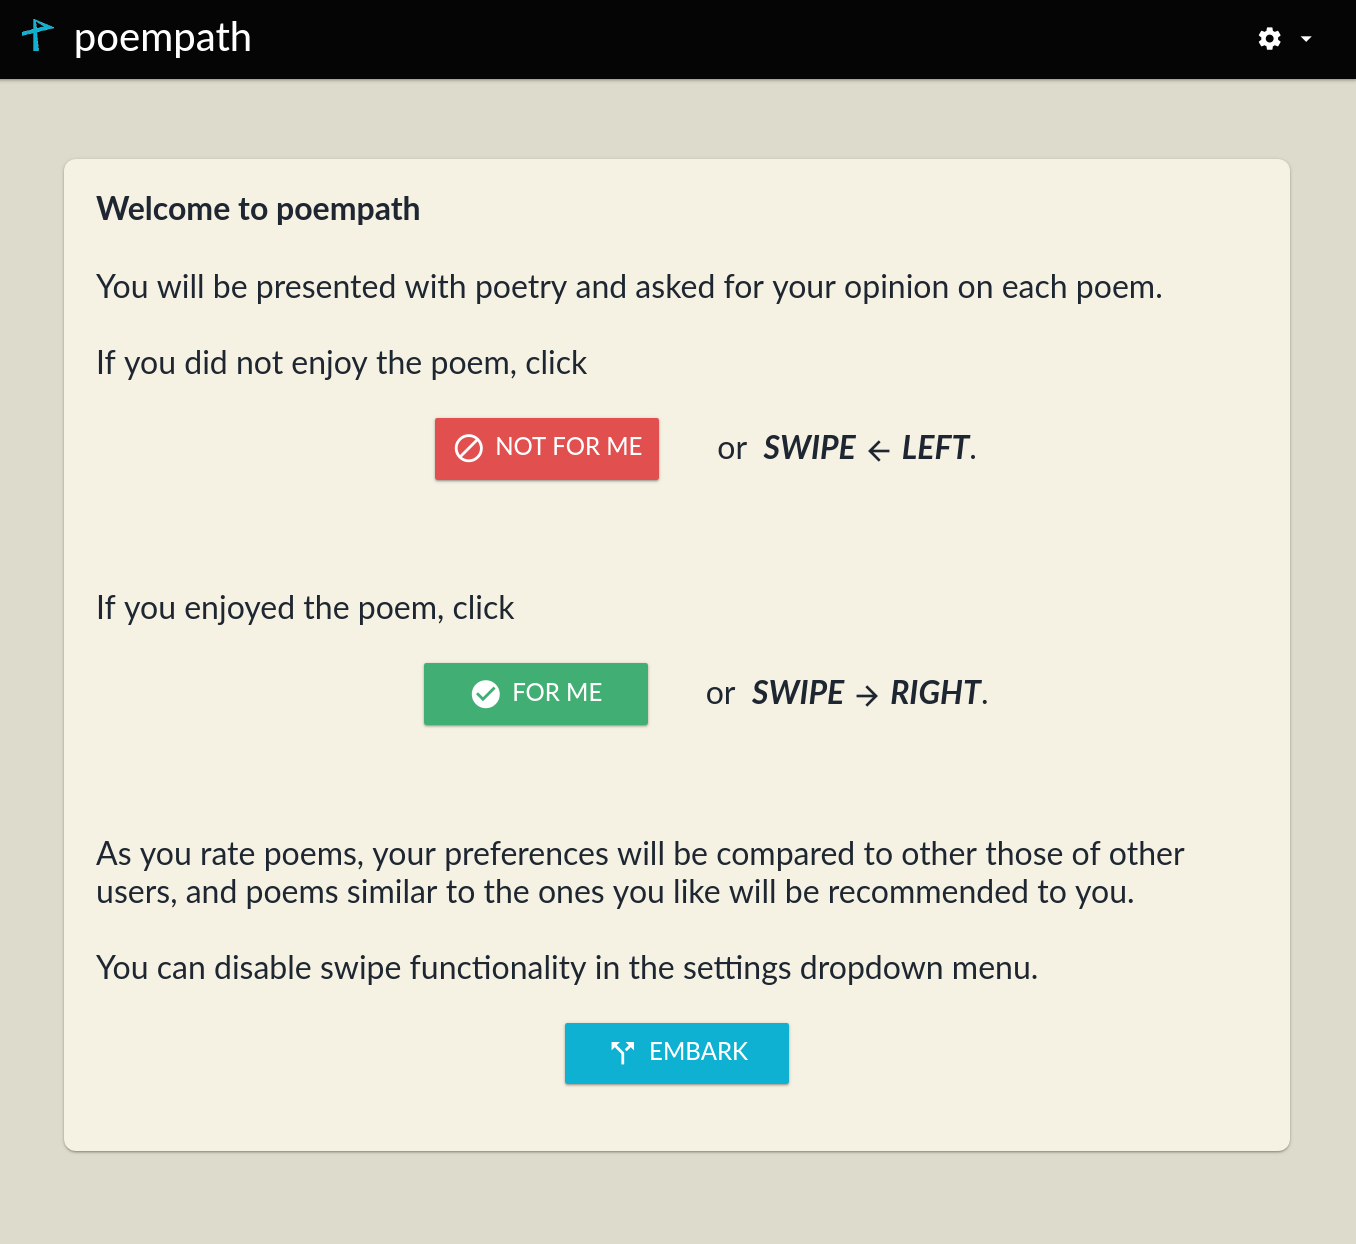 poempath
Welcome to poempath
You will be presented with poetry and asked for your opinion on each poem.
If you did not enjoy the poem, click
NOT FOR ME or SWIPE ← LEFT.
If you enjoyed the poem, click
FOR ME or SWIPE → RIGHT.
As you rate poems, your preferences will be compared to other those of other
users, and poems similar to the ones you like will be recommended to you.
You can disable swipe functionality in the settings dropdown menu.
EMBARK